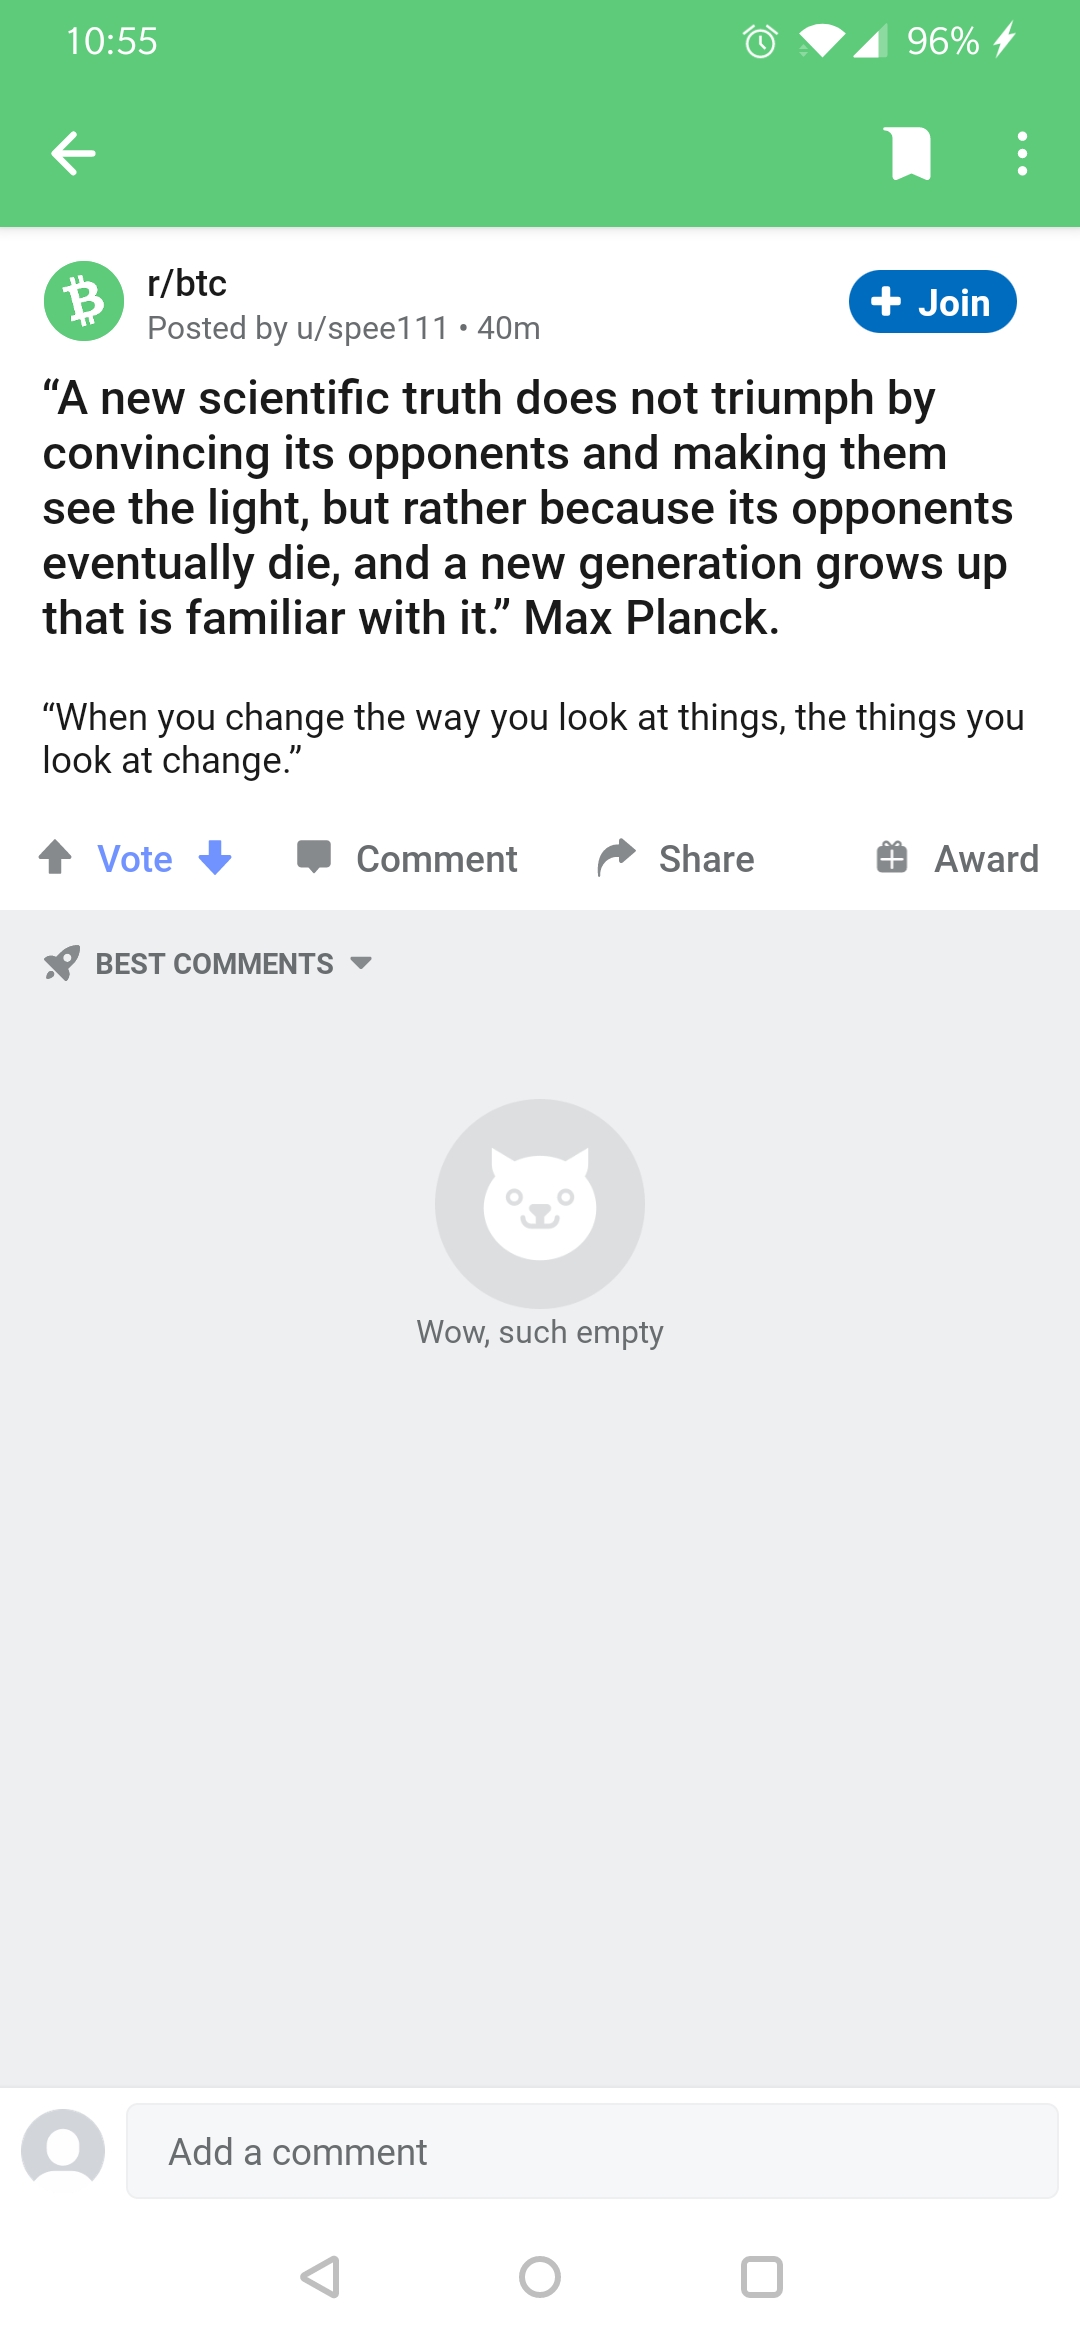 10:55
96%
r/btc
Posted by u/spee111 • 40m
Join
“A new scientific truth does not triumph by
convincing its opponents and making them
see the light, but rather because its opponents
eventually die, and a new generation grows up
that is familiar with it.” Max Planck.
“When you change the way you look at things, the things you
look at change.”
Vote
Comment
Share
Award
BEST COMMENTS
Wow, such empty
Add a comment